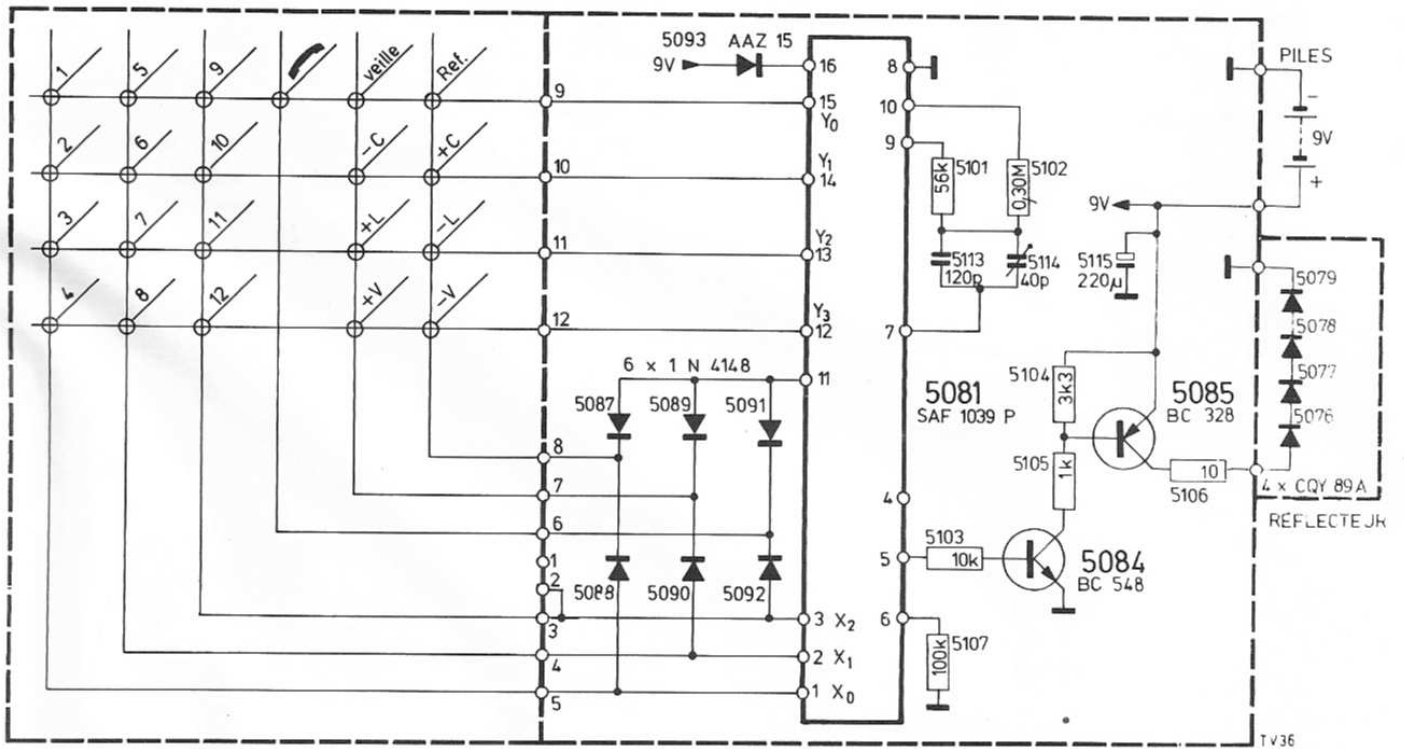 1 5 9 veille Ref.
2 6 10 -C +C
3 7 11 +L -L
4 8 12 +V -V
9
10
11
12
8
7
6
1
2
3
4
5
5093 AAZ 15
9V
6 x 1 N 4148
5087 5089 5091
5088 5090 5092
16
15
Y0
Y1
14
Y2
13
Y3
12
11
3 X2
2 X1
1 X0
8
10
9
7
4
5
6
5101
56k
5102
0,30M
5113
120p
5114
40p
5081
SAF 1039 P
5103
10k
5107
100k
9V
5115
220µ
5104
3k3
5105
1k
5085
BC 328
10
5106
5084
BC 548
PILES
-
9V
+
5079
5078
5077
5076
4 x CQY 89A
RÉFLECTEUR
TV36